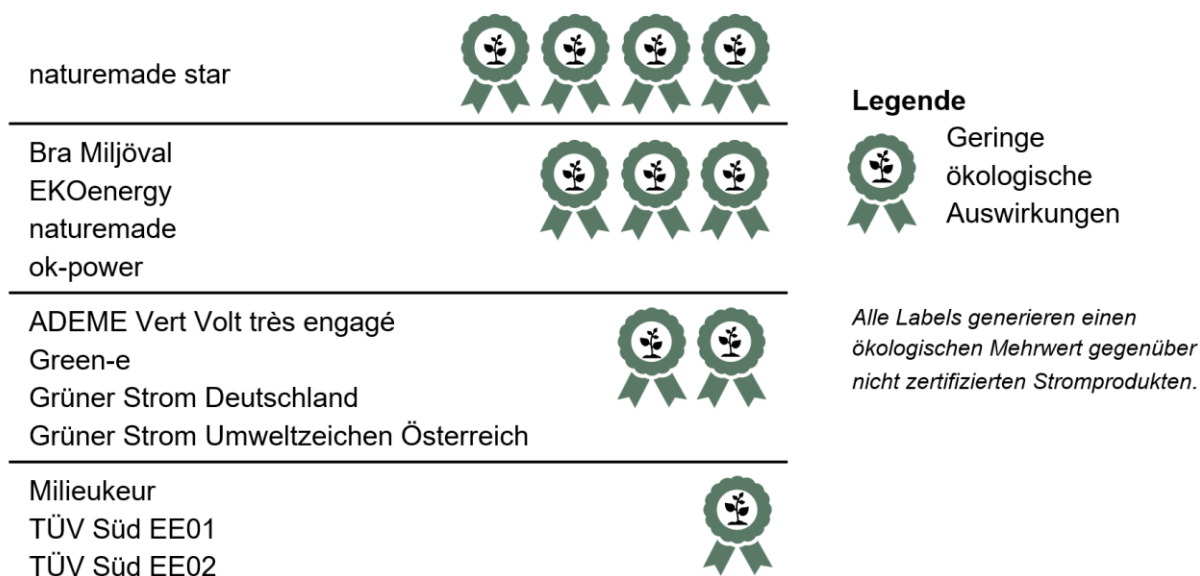 naturemade star
Bra Miljöval
EKOenergy
naturemade
ok-power
ADEME Vert Volt très engagé
Green-e
Grüner Strom Deutschland
Grüner Strom Umweltzeichen Österreich
Milieukeur
TÜV Süd EE01
TÜV Süd EE02
Legende
Geringe
ökologische
Auswirkungen
Alle Labels generieren einen
ökologischen Mehrwert gegenüber
nicht zertifizierten Stromprodukten.